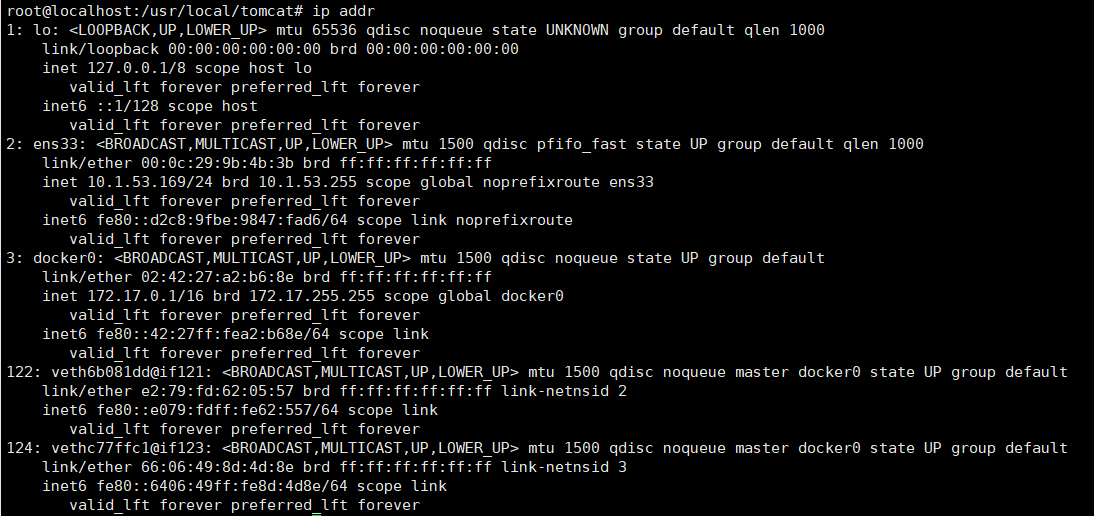 root@localhost:/usr/local/tomcat# ip addr
1: lo: <LOOPBACK,UP,LOWER_UP> mtu 65536 qdisc noqueue state UNKNOWN group default qlen 1000
    link/loopback 00:00:00:00:00:00 brd 00:00:00:00:00:00
    inet 127.0.0.1/8 scope host lo
       valid_lft forever preferred_lft forever
    inet6 ::1/128 scope host
       valid_lft forever preferred_lft forever
2: ens33: <BROADCAST,MULTICAST,UP,LOWER_UP> mtu 1500 qdisc pfifo_fast state UP group default qlen 1000
    link/ether 00:0c:29:9b:4b:3b brd ff:ff:ff:ff:ff:ff
    inet 10.1.53.169/24 brd 10.1.53.255 scope global noprefixroute ens33
       valid_lft forever preferred_lft forever
    inet6 fe80::d2c8:9fbe:9847:fad6/64 scope link noprefixroute
       valid_lft forever preferred_lft forever
3: docker0: <BROADCAST,MULTICAST,UP,LOWER_UP> mtu 1500 qdisc noqueue state UP group default
    link/ether 02:42:27:a2:b6:8e brd ff:ff:ff:ff:ff:ff
    inet 172.17.0.1/16 brd 172.17.255.255 scope global docker0
       valid_lft forever preferred_lft forever
    inet6 fe80::42:27ff:fea2:b68e/64 scope link
       valid_lft forever preferred_lft forever
122: veth6b081dd@if121: <BROADCAST,MULTICAST,UP,LOWER_UP> mtu 1500 qdisc noqueue master docker0 state UP group default
    link/ether e2:79:fd:62:05:57 brd ff:ff:ff:ff:ff:ff link-netnsid 2
    inet6 fe80::e079:fdff:fe62:557/64 scope link
       valid_lft forever preferred_lft forever
124: vethc77ffc1@if123: <BROADCAST,MULTICAST,UP,LOWER_UP> mtu 1500 qdisc noqueue master docker0 state UP group default
    link/ether 66:06:49:8d:4d:8e brd ff:ff:ff:ff:ff:ff link-netnsid 3
    inet6 fe80::6406:49ff:fe8d:4d8e/64 scope link
       valid_lft forever preferred_lft forever